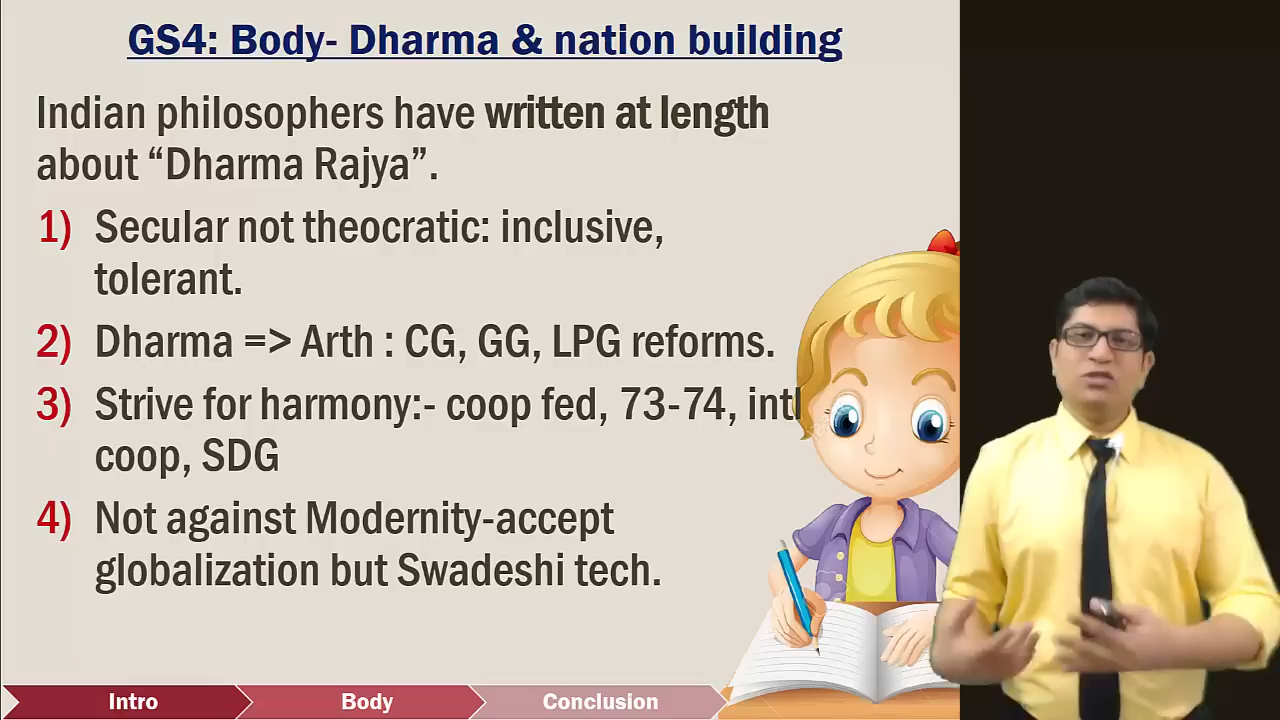 GS4: Body- Dharma & nation building
Indian philosophers have written at length
about “Dharma Rajya”.
1) Secular not theocratic: inclusive,
tolerant.
2) Dharma => Arth : CG, GG, LPG reforms.
3) Strive for harmony:- coop fed, 73-74, intl
coop, SDG
4) Not against Modernity-accept
globalization but Swadeshi tech.
Intro
Body
Conclusion